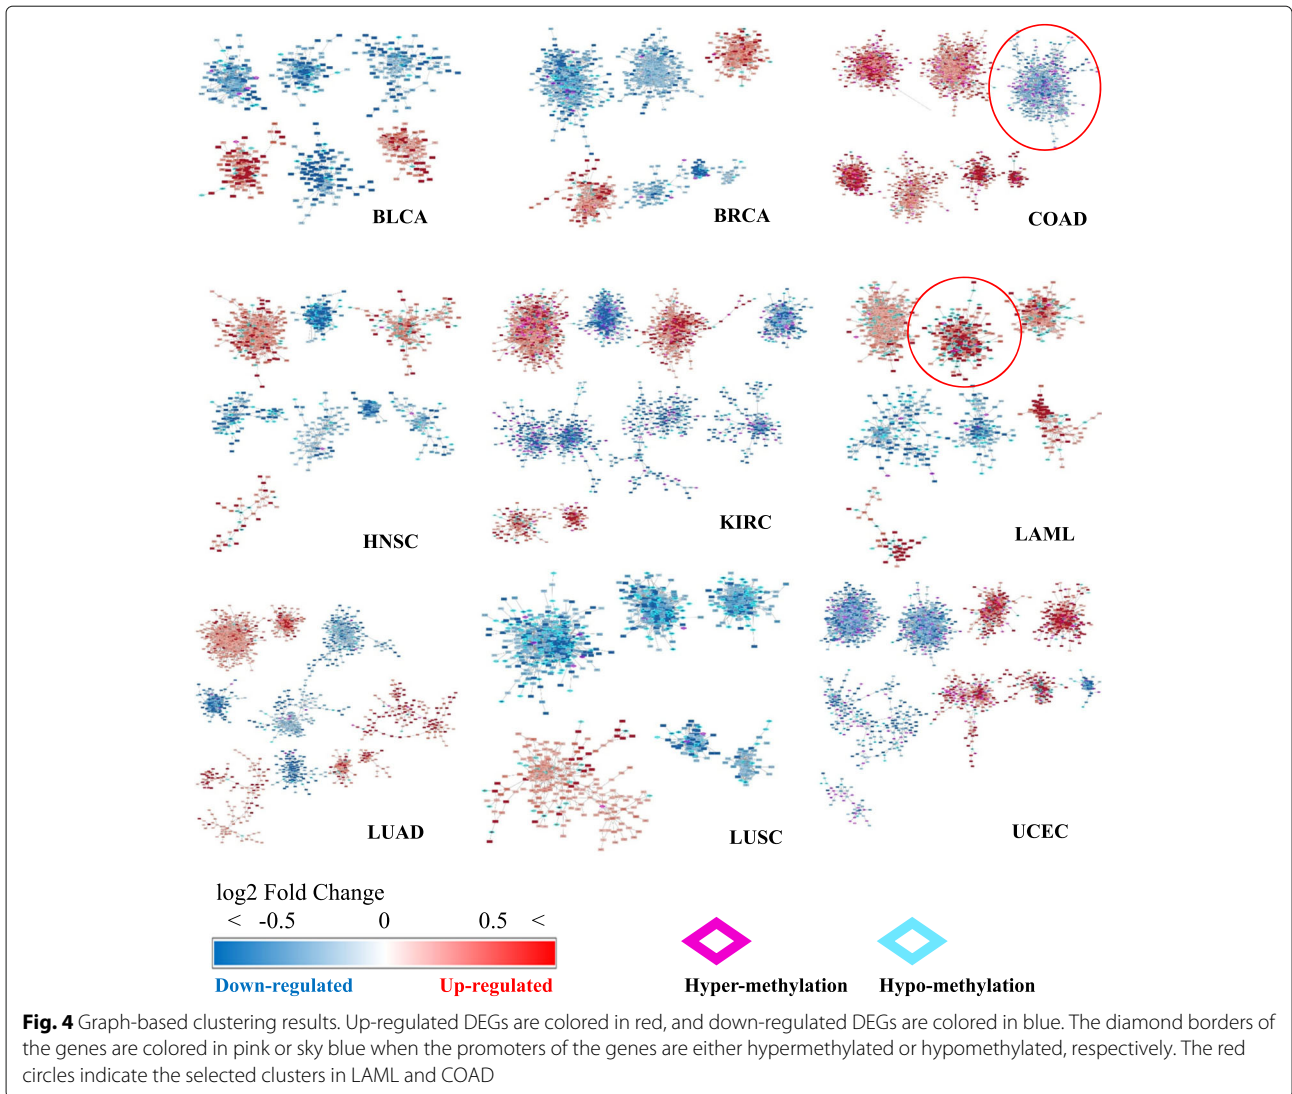 BLCA
BRCA
COAD
HNSC
KIRC
LAML
LUAD
LUSC
UCEC
log2 Fold Change
< -0.5 0 0.5 <
Down-regulated Up-regulated
Hyper-methylation Hypo-methylation
Fig. 4 Graph-based clustering results. Up-regulated DEGs are colored in red, and down-regulated DEGs are colored in blue. The diamond borders of
the genes are colored in pink or sky blue when the promoters of the genes are either hypermethylated or hypomethylated, respectively. The red
circles indicate the selected clusters in LAML and COAD